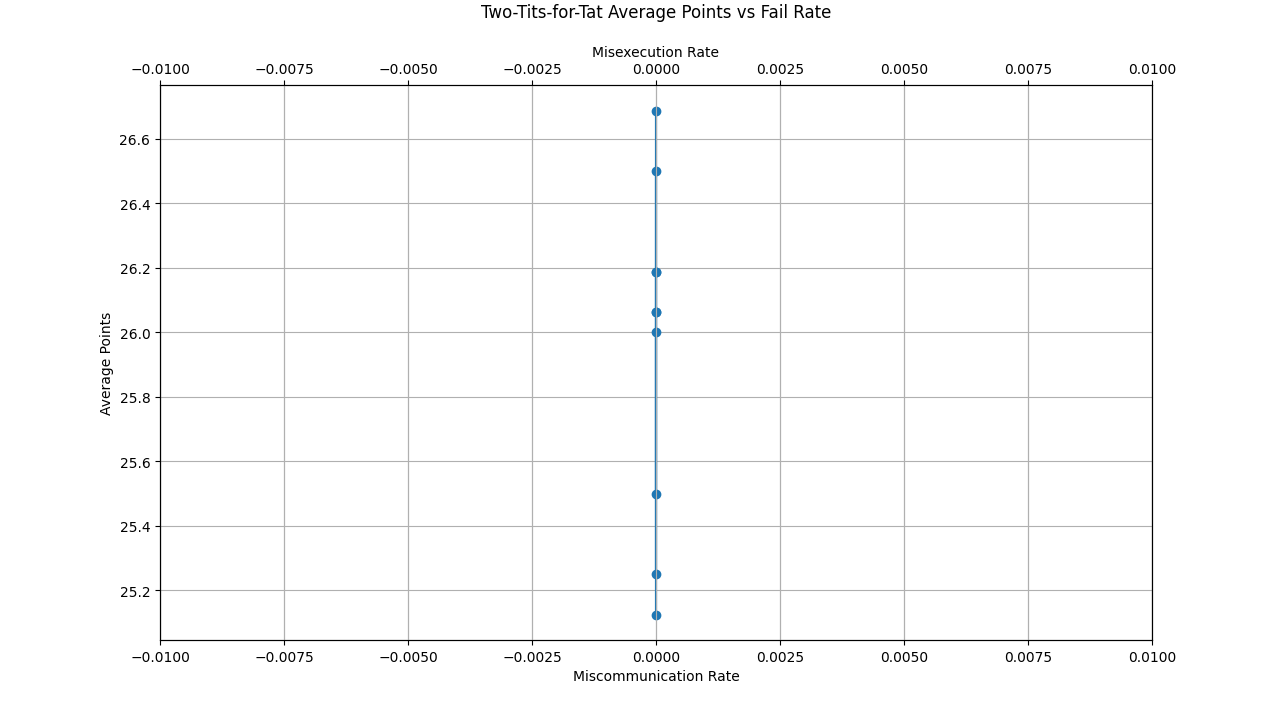 Two-Tits-for-Tat Average Points vs Fail Rate
Misexecution Rate
−0.0100 −0.0075 −0.0050 −0.0025 0.0000 0.0025 0.0050 0.0075 0.0100
26.6
26.4
26.2
26.0
25.8
25.6
25.4
25.2
Average Points
−0.0100 −0.0075 −0.0050 −0.0025 0.0000 0.0025 0.0050 0.0075 0.0100
Miscommunication Rate